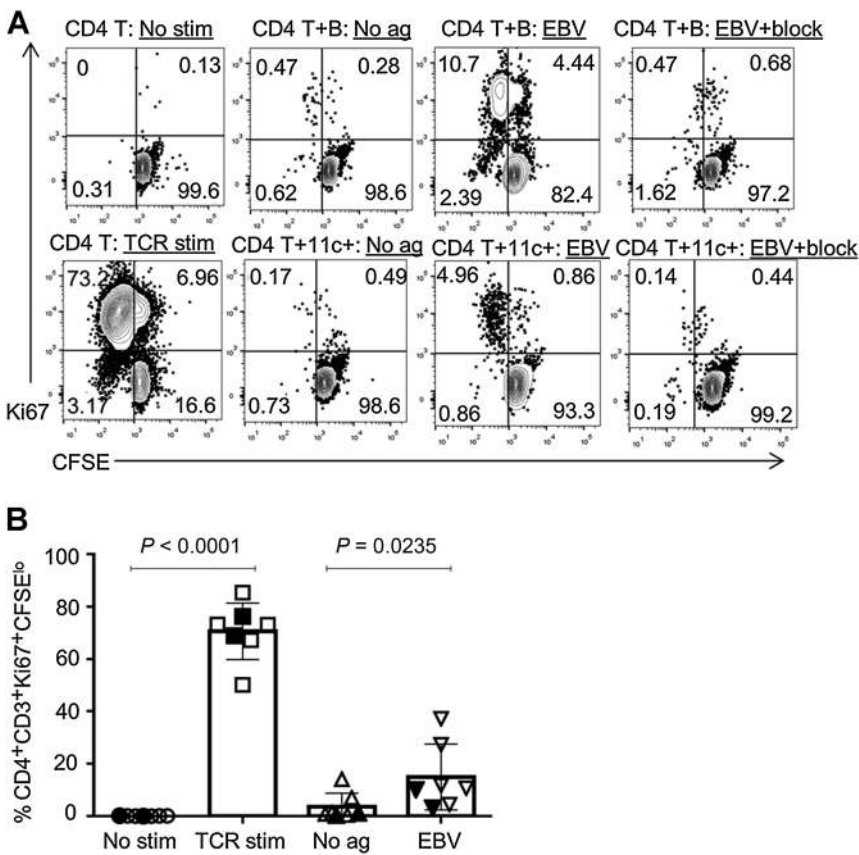 A
CD4 T: No stim
CD4 T+B: No ag
CD4 T+B: EBV
CD4 T+B: EBV+block
0 0.13
0.47 0.28
10.7 4.44
0.47 0.68
0.31 99.6
0.62 98.6
2.39 82.4
1.62 97.2
CD4 T: TCR stim
CD4 T+11c+: No ag
CD4 T+11c+: EBV
CD4 T+11c+: EBV+block
73. 6.96
0.17 0.49
4.96 0.86
0.14 0.44
3.17 16.6
0.73 98.6
0.86 93.3
0.19 99.2
Ki67
CFSE
B
P < 0.0001
P = 0.0235
% CD4+CD3+Ki67+CFSElo
100
80
60
40
20
0
No stim TCR stim No ag EBV